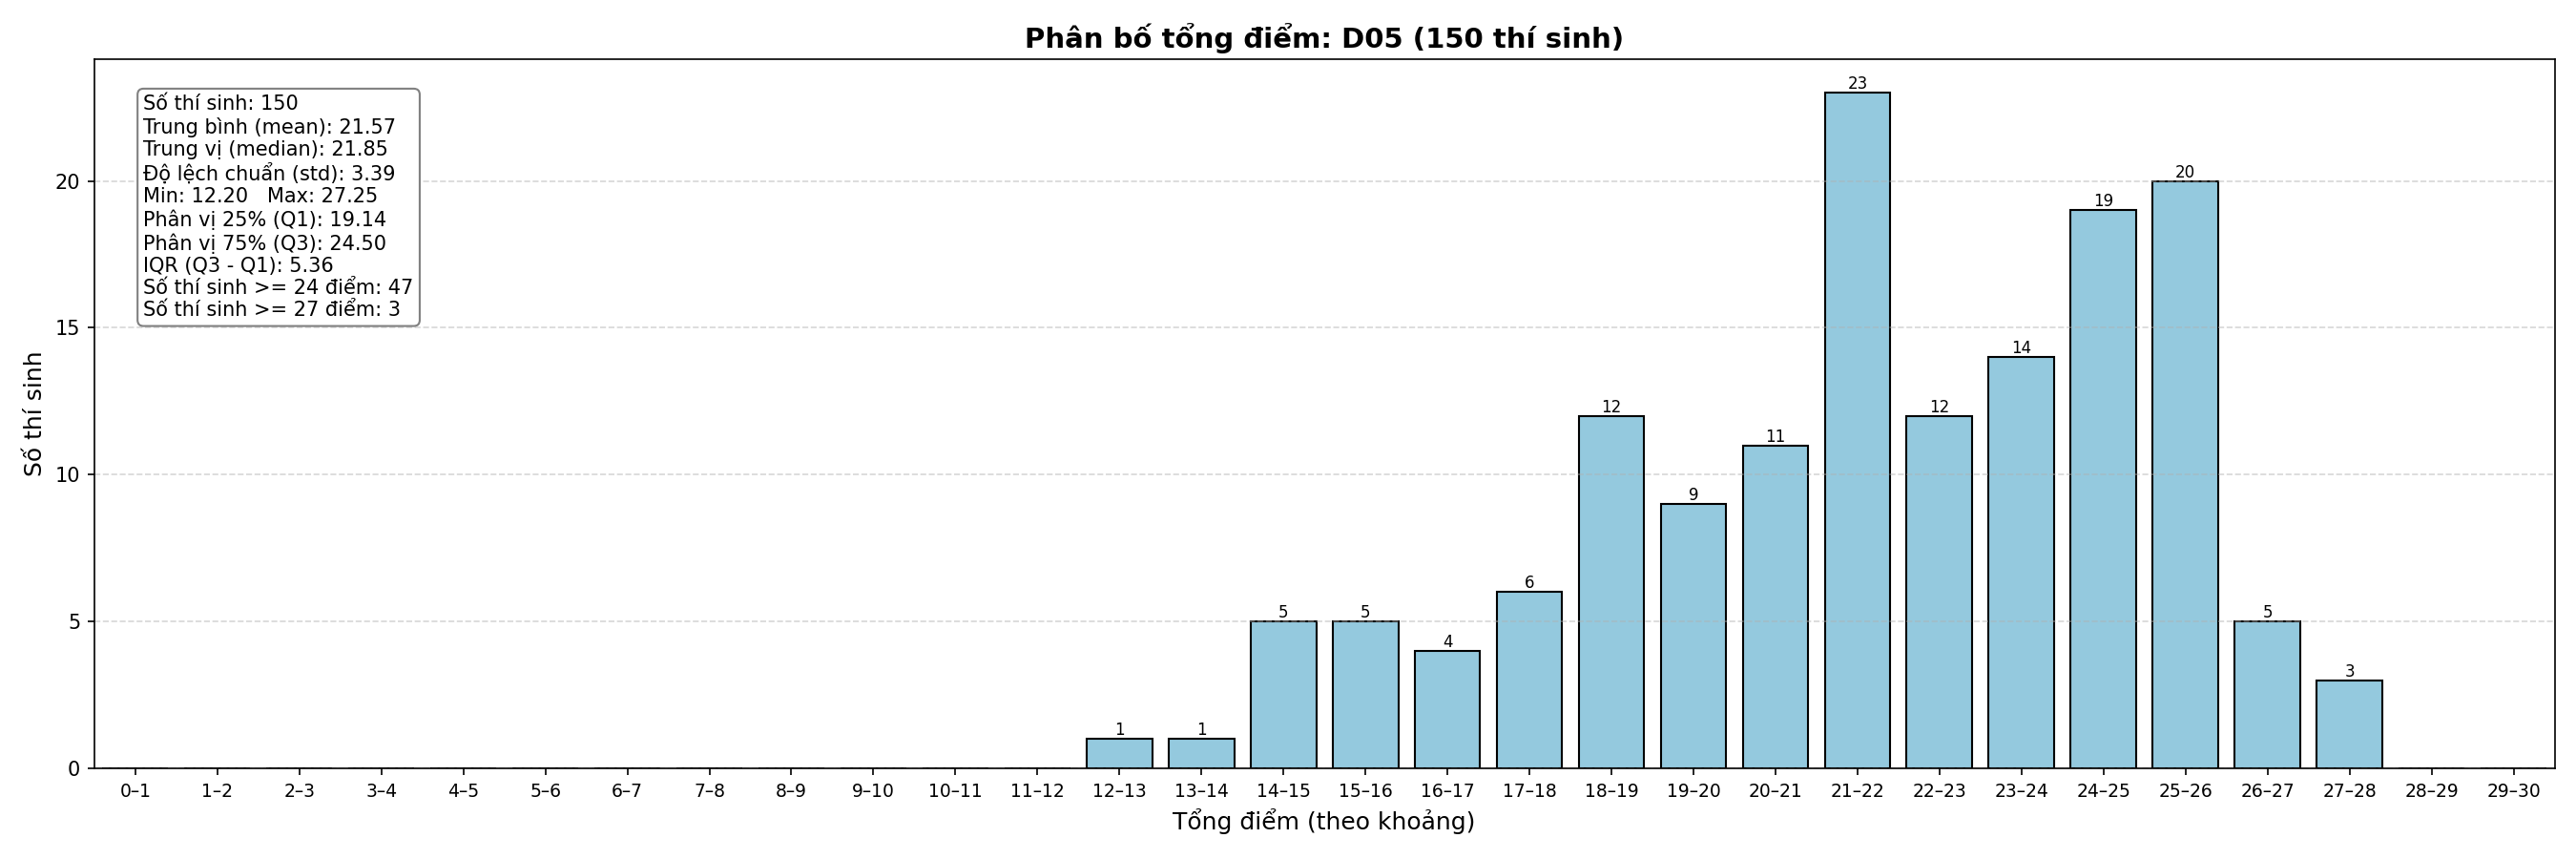 Phân bố tổng điểm: D05 (150 thí sinh)
Số thí sinh: 150
Trung bình (mean): 21.57
Trung vị (median): 21.85
Độ lệch chuẩn (std): 3.39
Min: 12.20   Max: 27.25
Phân vị 25% (Q1): 19.14
Phân vị 75% (Q3): 24.50
IQR (Q3 - Q1): 5.36
Số thí sinh >= 24 điểm: 47
Số thí sinh >= 27 điểm: 3
Số thí sinh
20
15
10
5
0
1
1
5
5
4
6
12
9
11
23
12
14
19
20
5
3
0–1 1–2 2–3 3–4 4–5 5–6 6–7 7–8 8–9 9–10 10–11 11–12 12–13 13–14 14–15 15–16 16–17 17–18 18–19 19–20 20–21 21–22 22–23 23–24 24–25 25–26 26–27 27–28 28–29 29–30
Tổng điểm (theo khoảng)